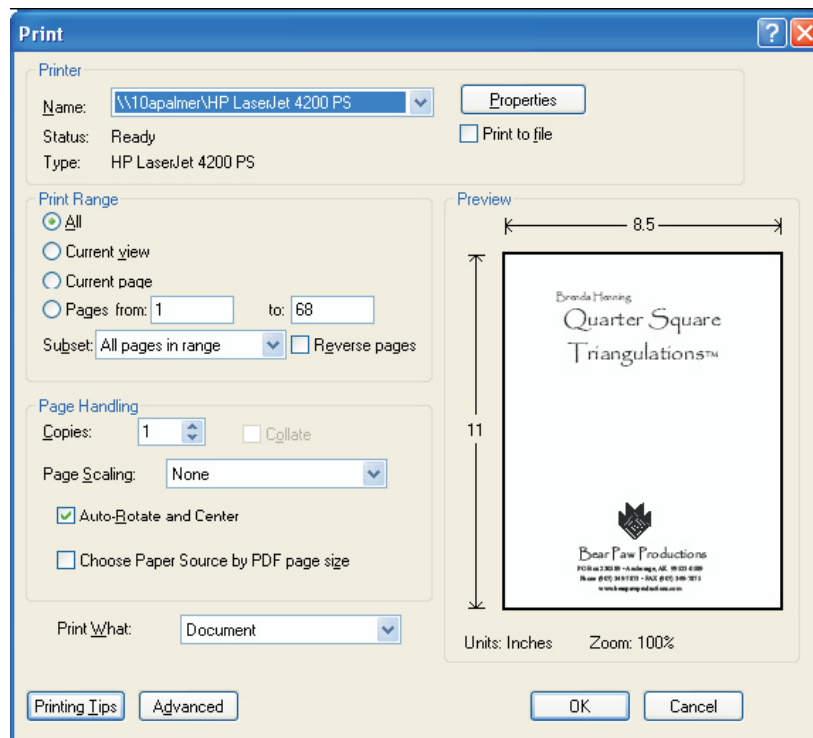 Print
Printer
Name: \\10apalmer\HP LaserJet 4200 PS
Properties
Status: Ready
Print to file
Type: HP LaserJet 4200 PS
Print Range
All
Current view
Current page
Pages from: 1 to: 68
Subset: All pages in range Reverse pages
Page Handling
Copies: 1 Collate
Page Scaling: None
Auto-Rotate and Center
Choose Paper Source by PDF page size
Print What: Document
Preview
8.5
11
Brenda Henning
Quarter Square
Triangulations™
Bear Paw Productions
Units: Inches Zoom: 100%
Printing Tips Advanced OK Cancel